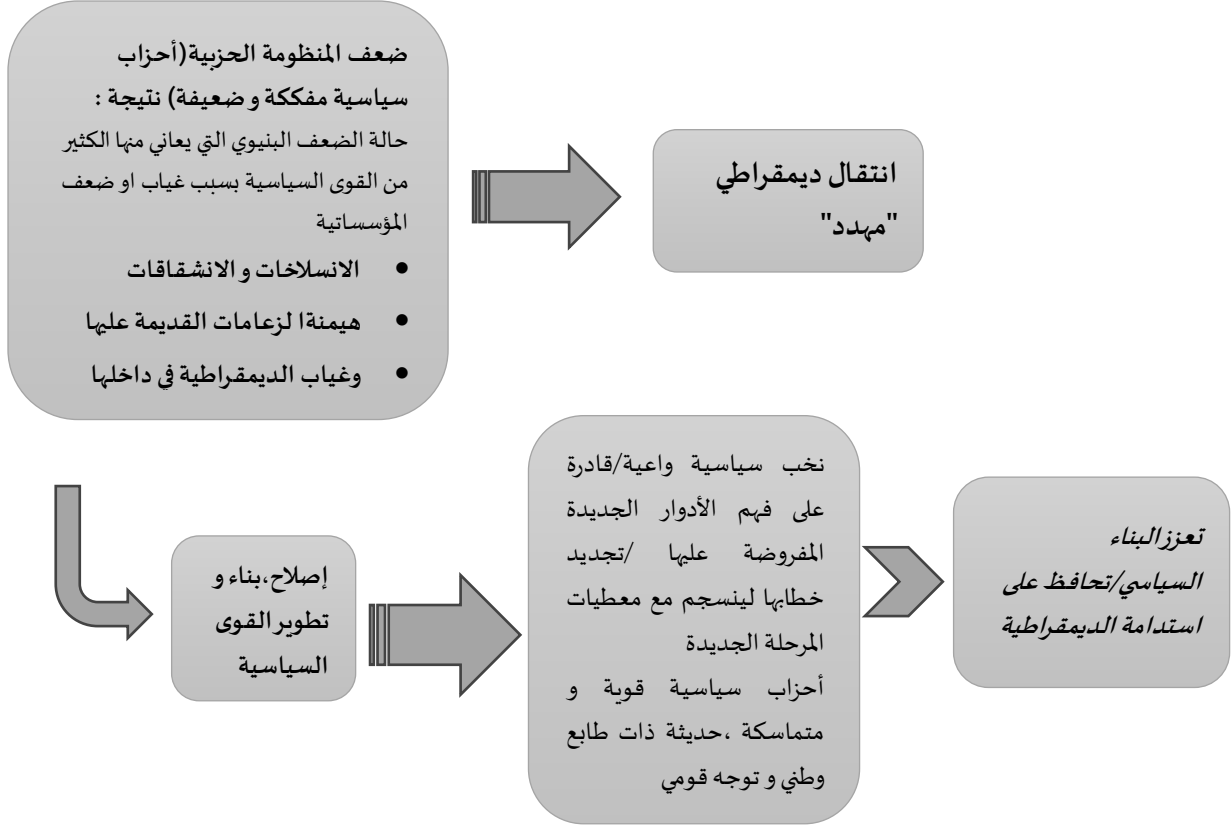 ضعف المنظومة الحزبية(أحزاب
سياسية مفككة و ضعيفة) نتيجة :
حالة الضعف البنيوي التي يعاني منها الكثير
من القوى السياسية بسبب غياب او ضعف
المؤسساتية
• الانسلاخات و الانشقاقات
• هيمنةا لزعامات القديمة عليها
• وغياب الديمقراطية في داخلها
انتقال ديمقراطي
"مهدد"
إصلاح،بناء و
تطوير القوى
السياسية
نخب سياسية واعية/قادرة
على فهم الأدوار الجديدة
المفروضة عليها /تجديد
خطابها لينسجم مع معطيات
المرحلة الجديدة
أحزاب سياسية قوية و
متماسكة ،حديثة ذات طابع
وطني و توجه قومي
تعزز البناء
السياسي/تحافظ على
استدامة الديمقراطية